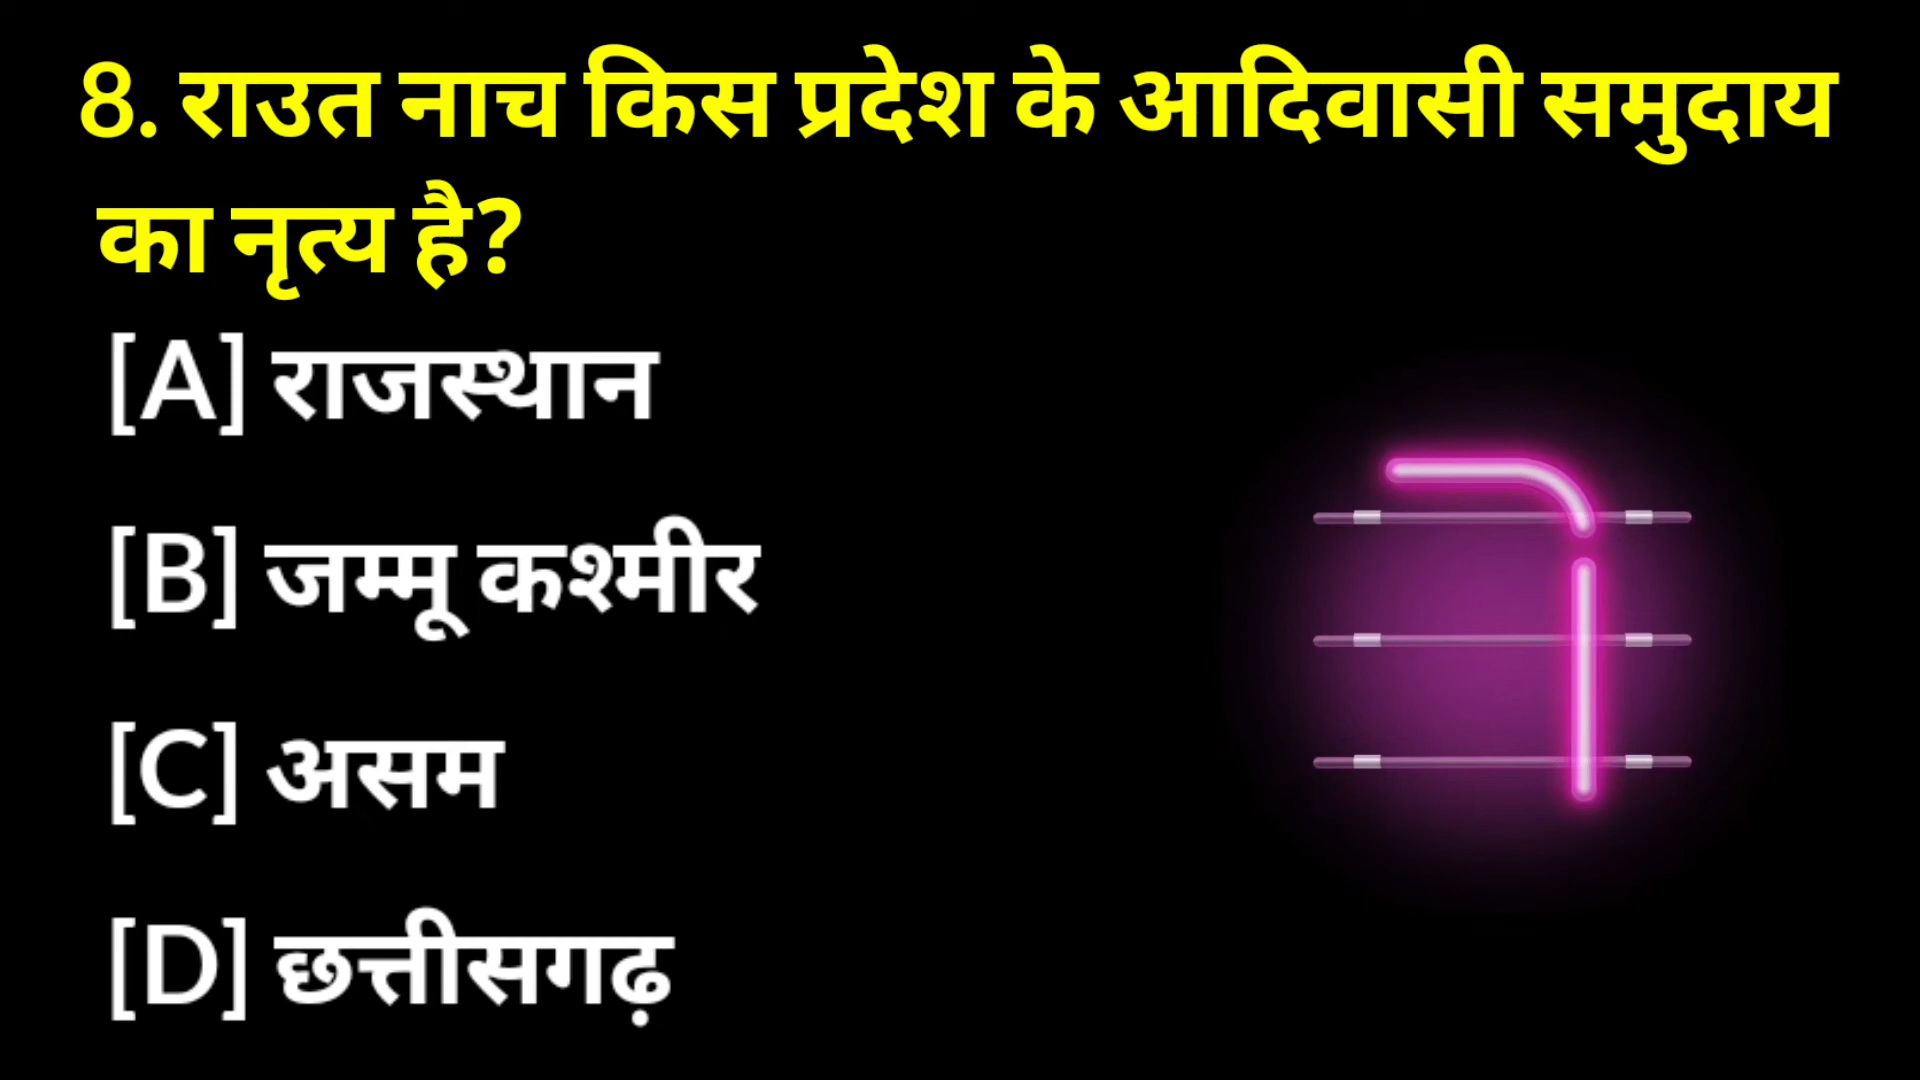 8. राउत नाच किस प्रदेश के आदिवासी समुदाय
का नृत्य है?
[A] राजस्थान
[B] जम्मू कश्मीर
[C] असम
[D] छत्तीसगढ़